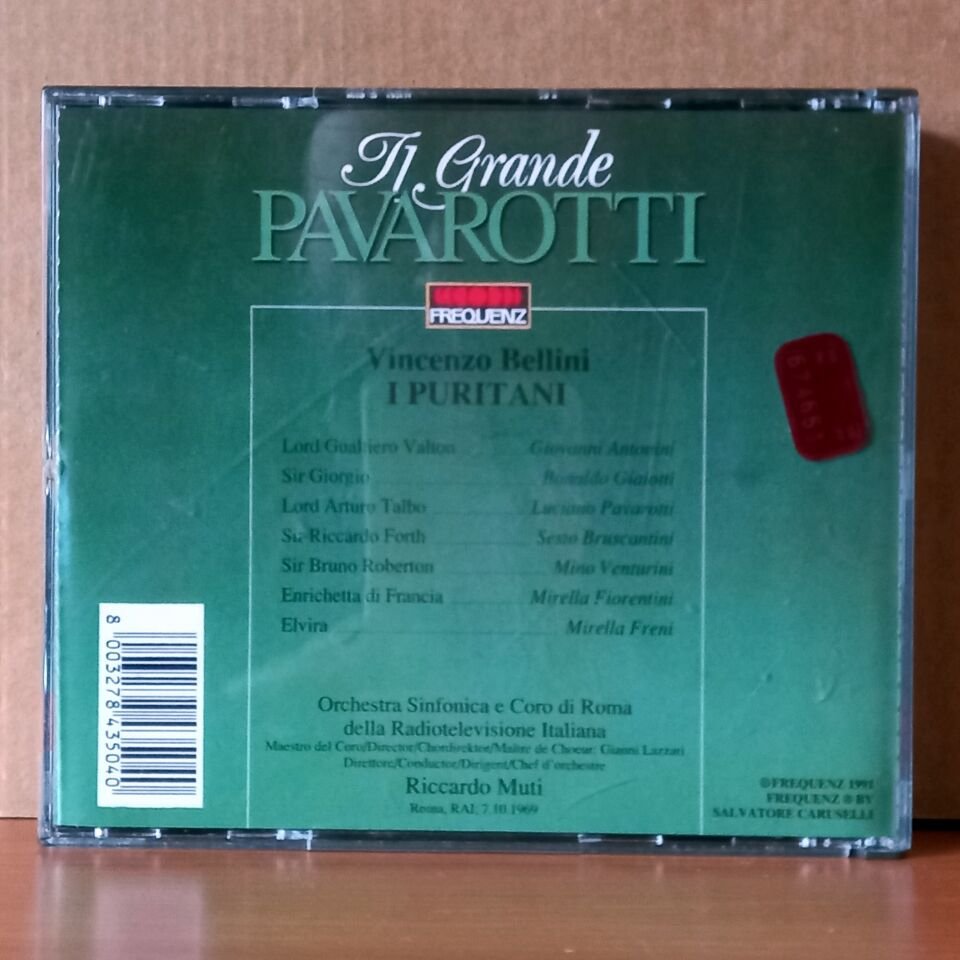 Il Grande
PAVAROTTI
FREQUENZ
Vincenzo Bellini
I PURITANI
Lord Gualtiero Valton Giovanni Antonini
Sir Giorgio Bonaldo Giaiotti
Lord Arturo Talbo Luciano Pavarotti
Sir Riccardo Forth Sesto Bruscantini
Sir Bruno Roberton Mino Venturini
Enrichetta di Francia Mirella Fiorentini
Elvira Mirella Freni
Orchestra Sinfonica e Coro di Roma
della Radiotelevisione Italiana
Maestro del Coro/Director/Chordirektor/Maître de Choeur: Gianni Lazzari
Direttore/Conductor/Dirigent/Chef d'orchestre
Riccardo Muti
Roma, RAI, 7.10.1969
8 003278 435040
©FREQUENZ 1991
FREQUENZ ® BY
SALVATORE CARUSELLI